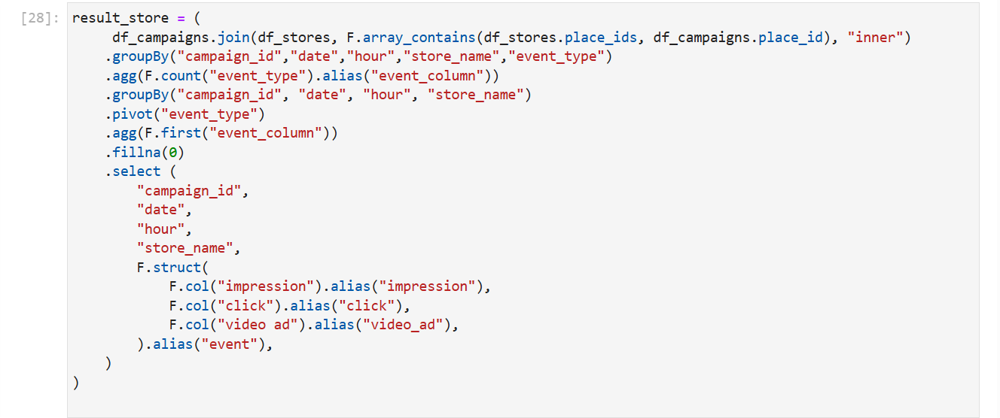 [28]: result_store = (
     df_campaigns.join(df_stores, F.array_contains(df_stores.place_ids, df_campaigns.place_id), "inner")
    .groupBy("campaign_id","date","hour","store_name","event_type")
    .agg(F.count("event_type").alias("event_column"))
    .groupBy("campaign_id", "date", "hour", "store_name")
    .pivot("event_type")
    .agg(F.first("event_column"))
    .fillna(0)
    .select (
        "campaign_id",
        "date",
        "hour",
        "store_name",
        F.struct(
            F.col("impression").alias("impression"),
            F.col("click").alias("click"),
            F.col("video ad").alias("video_ad"),
        ).alias("event"),
    )
)